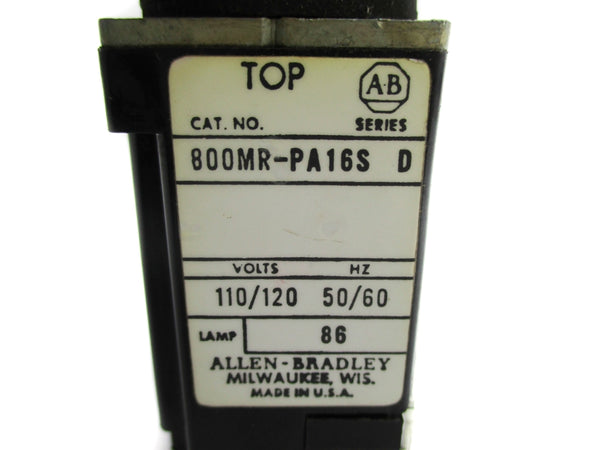 TOP A-B
CAT. NO. SERIES
800MR-PA16S D
VOLTS HZ
110/120 50/60
LAMP 86
ALLEN-BRADLEY
MILWAUKEE, WIS.
MADE IN U.S.A.